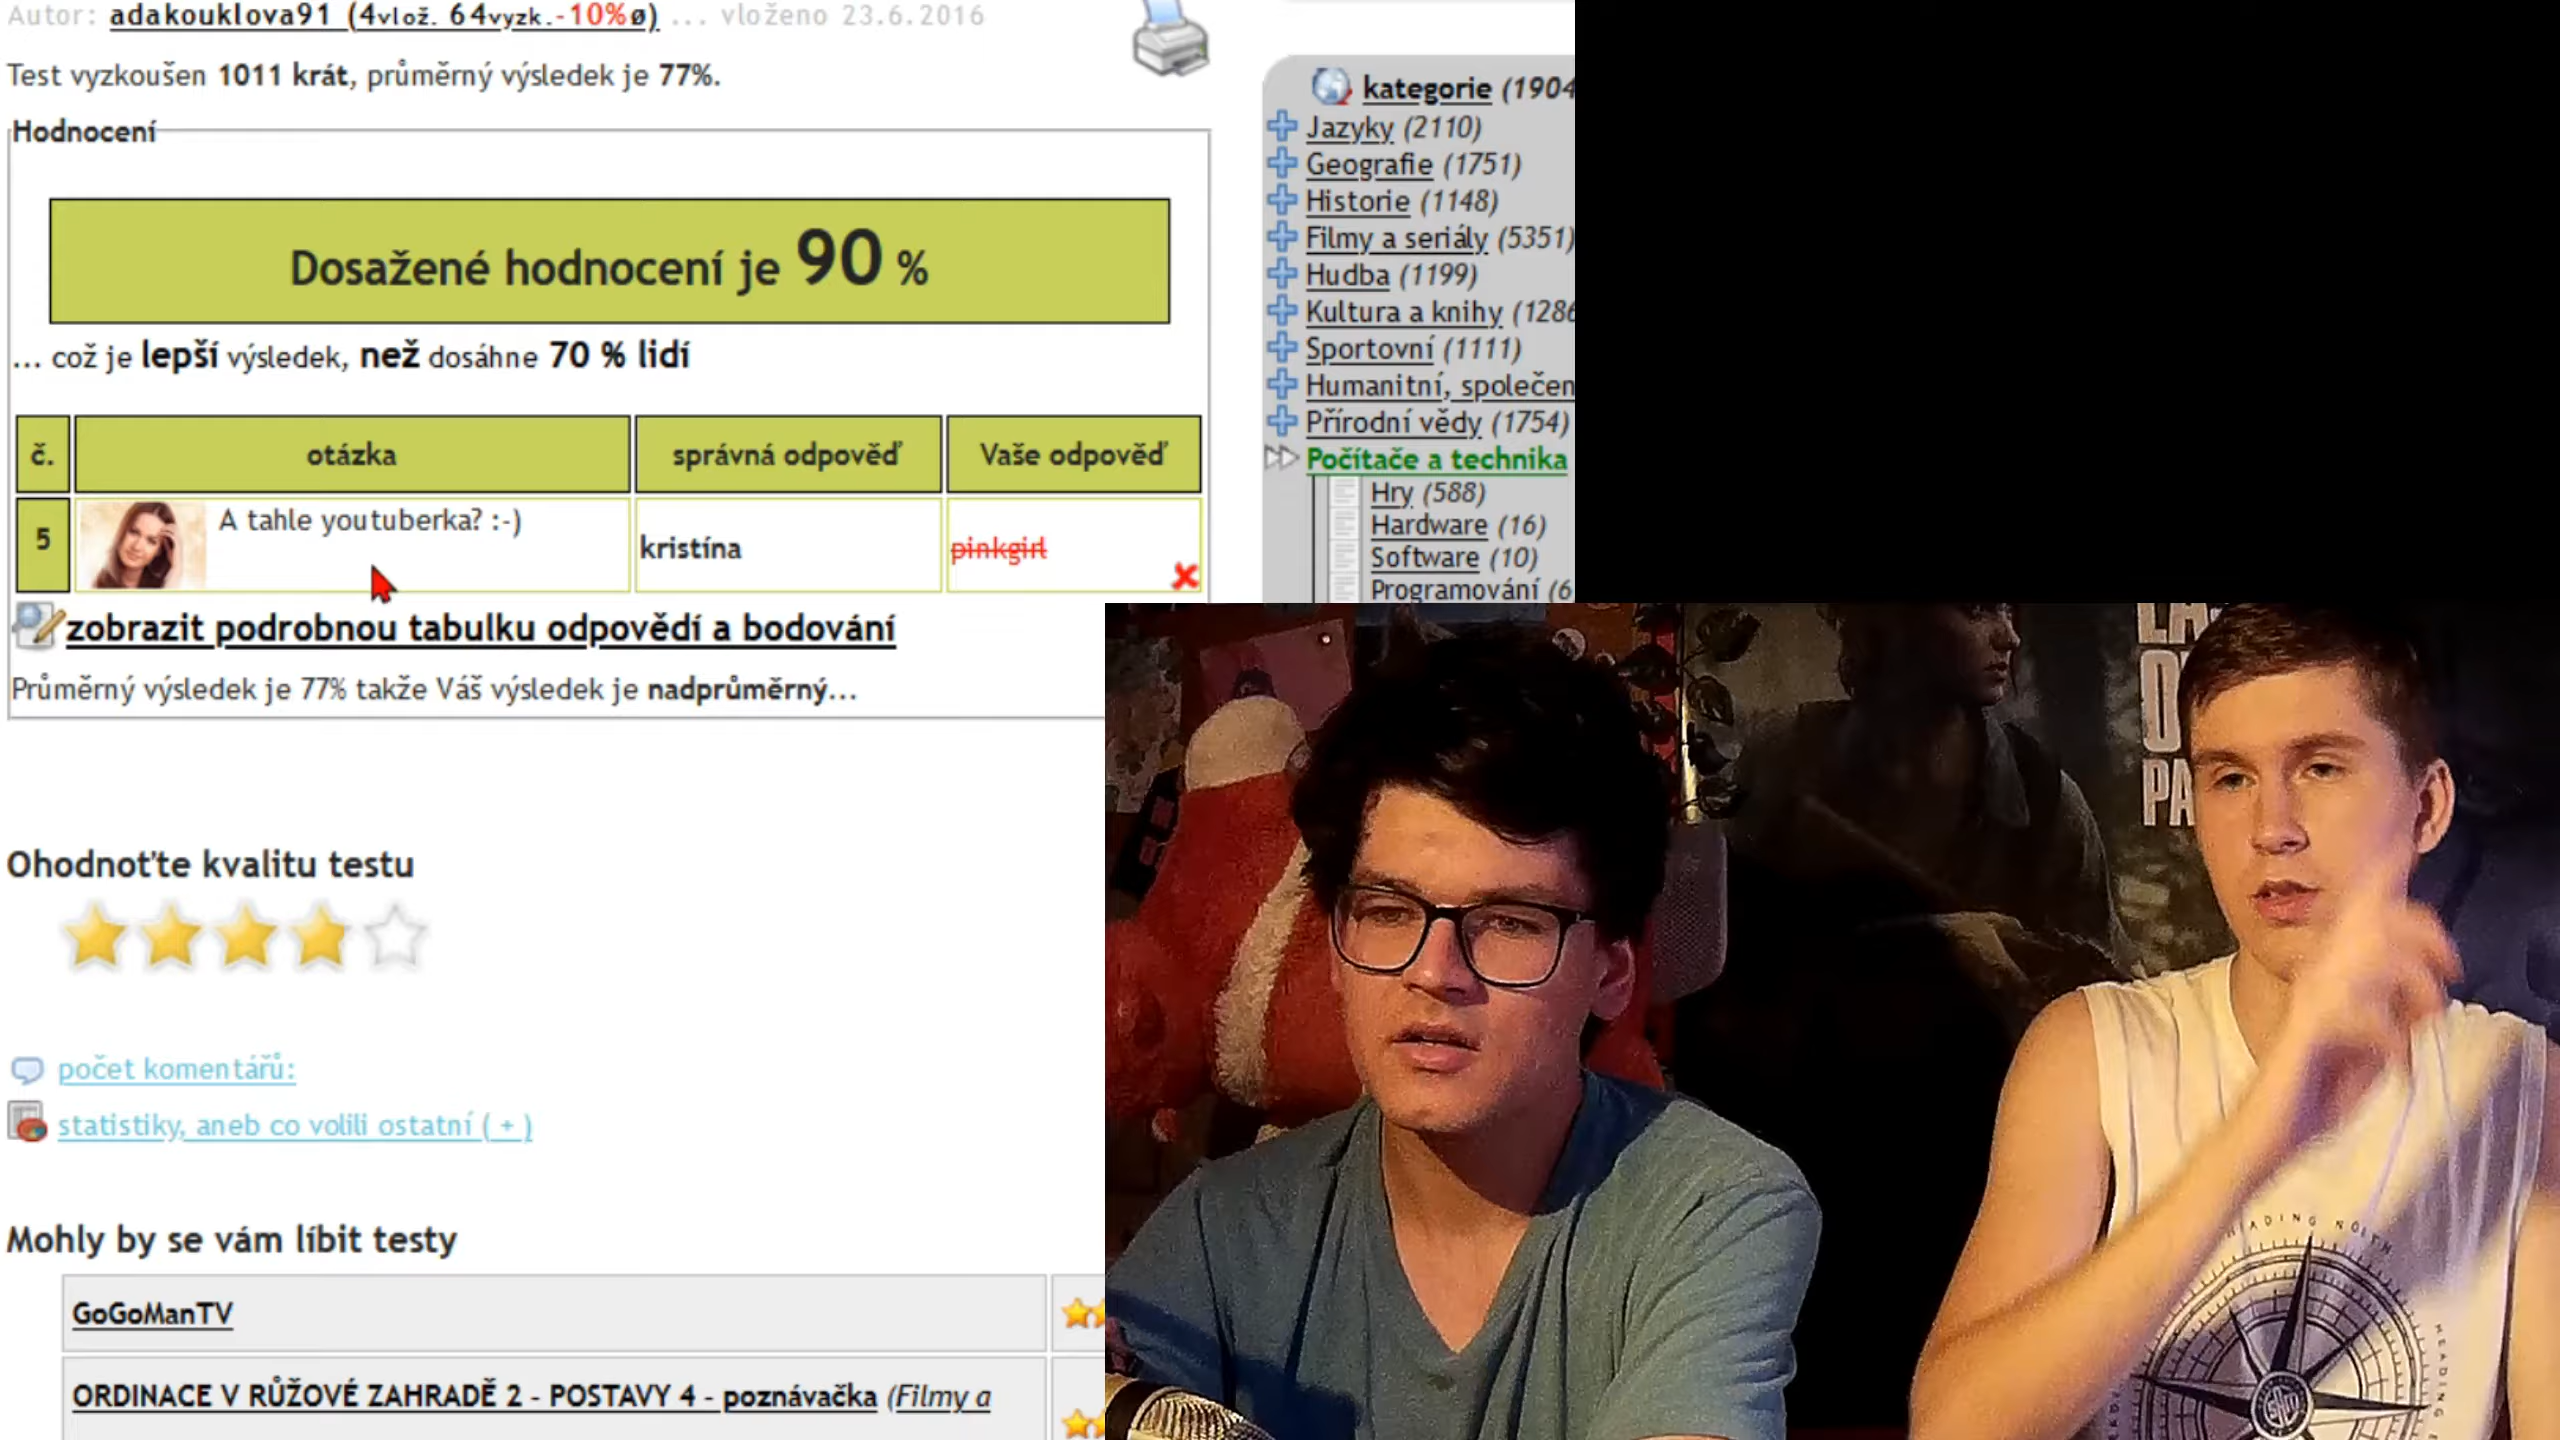 Autor: adakouklova91 (4vlož. 64vyzk.-10%ø) ... vloženo 23.6.2016
Test vyzkoušen 1011 krát, průměrný výsledek je 77%.
Hodnocení
Dosažené hodnocení je 90 %
... což je lepší výsledek, než dosáhne 70 % lidí
č. otázka správná odpověď Vaše odpověď
5 A tahle youtuberka? :-) kristína pinkgirl
zobrazit podrobnou tabulku odpovědí a bodování
Průměrný výsledek je 77% takže Váš výsledek je nadprůměrný...
Ohodnoťte kvalitu testu
počet komentářů:
statistiky, aneb co volili ostatní ( + )
Mohly by se vám líbit testy
GoGoManTV
ORDINACE V RŮŽOVÉ ZAHRADĚ 2 - POSTAVY 4 - poznávačka (Filmy a
kategorie (1904
Jazyky (2110)
Geografie (1751)
Historie (1148)
Filmy a seriály (5351)
Hudba (1199)
Kultura a knihy (1286
Sportovní (1111)
Humanitní, společen
Přírodní vědy (1754)
Počítače a technika
Hry (588)
Hardware (16)
Software (10)
Programování (6
LA
O
PA